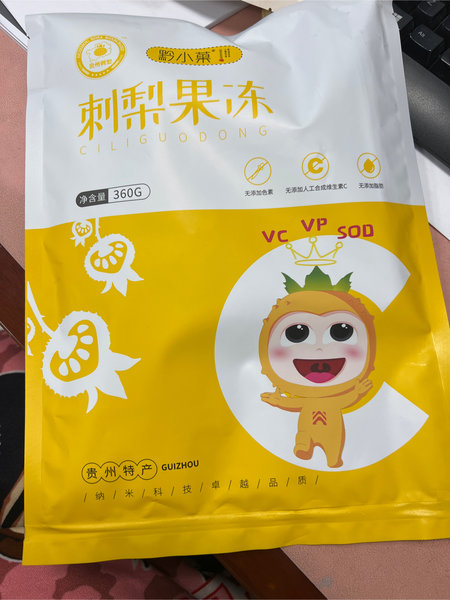 黔小菓
刺梨果冻
CILIGUODONG
净含量 360G
无添加色素 无添加人工合成维生素C 无添加脂肪
VC VP SOD
贵州特产 GUIZHOU
/纳/米/科/技/卓/越/品/质/